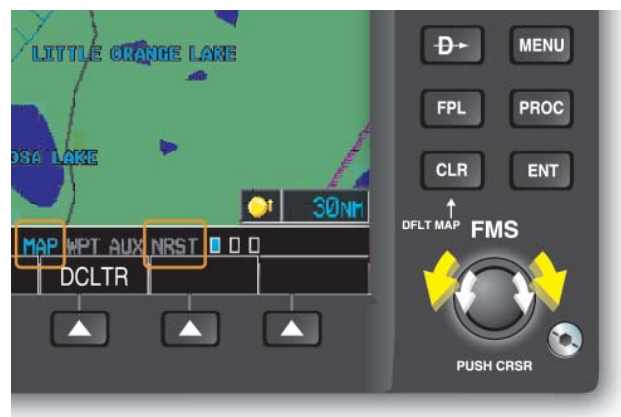 LITTLE ORANGE LAKE
OSA LAKE
30NM
MAP WPT AUX NRST
DCLTR
D
MENU
FPL
PROC
CLR
ENT
DFLT MAP
FMS
PUSH CRSR